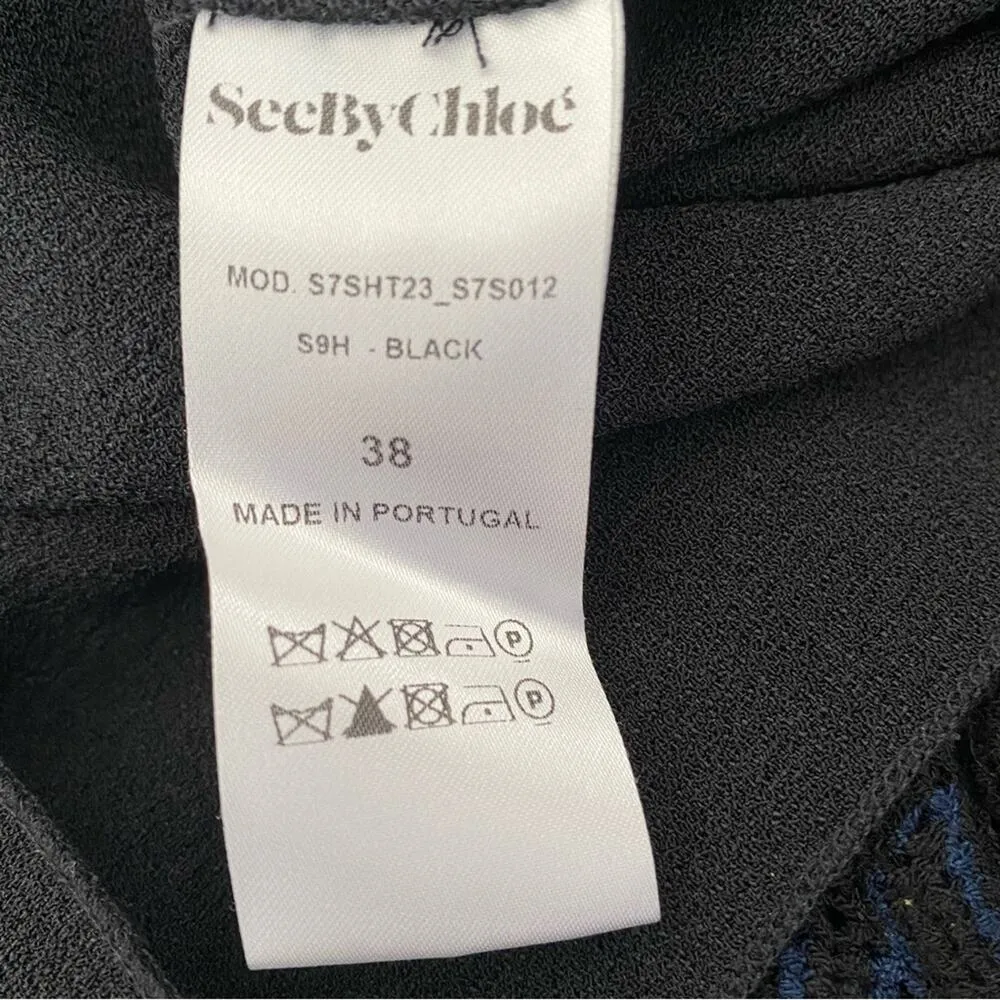 SeeByChloé
MOD. S7SHT23_S7S012
S9H - BLACK
38
MADE IN PORTUGAL
P
P